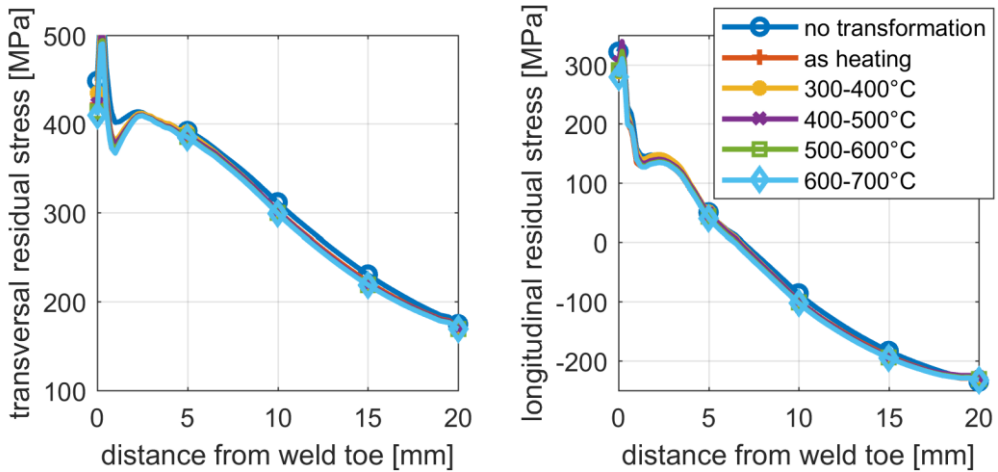 transversal residual stress [MPa]
500
400
300
200
100
0
5
10
15
20
distance from weld toe [mm]
longitudinal residual stress [MPa]
300
200
100
0
-100
-200
0
5
10
15
20
distance from weld toe [mm]
no transformation
as heating
300-400°C
400-500°C
500-600°C
600-700°C